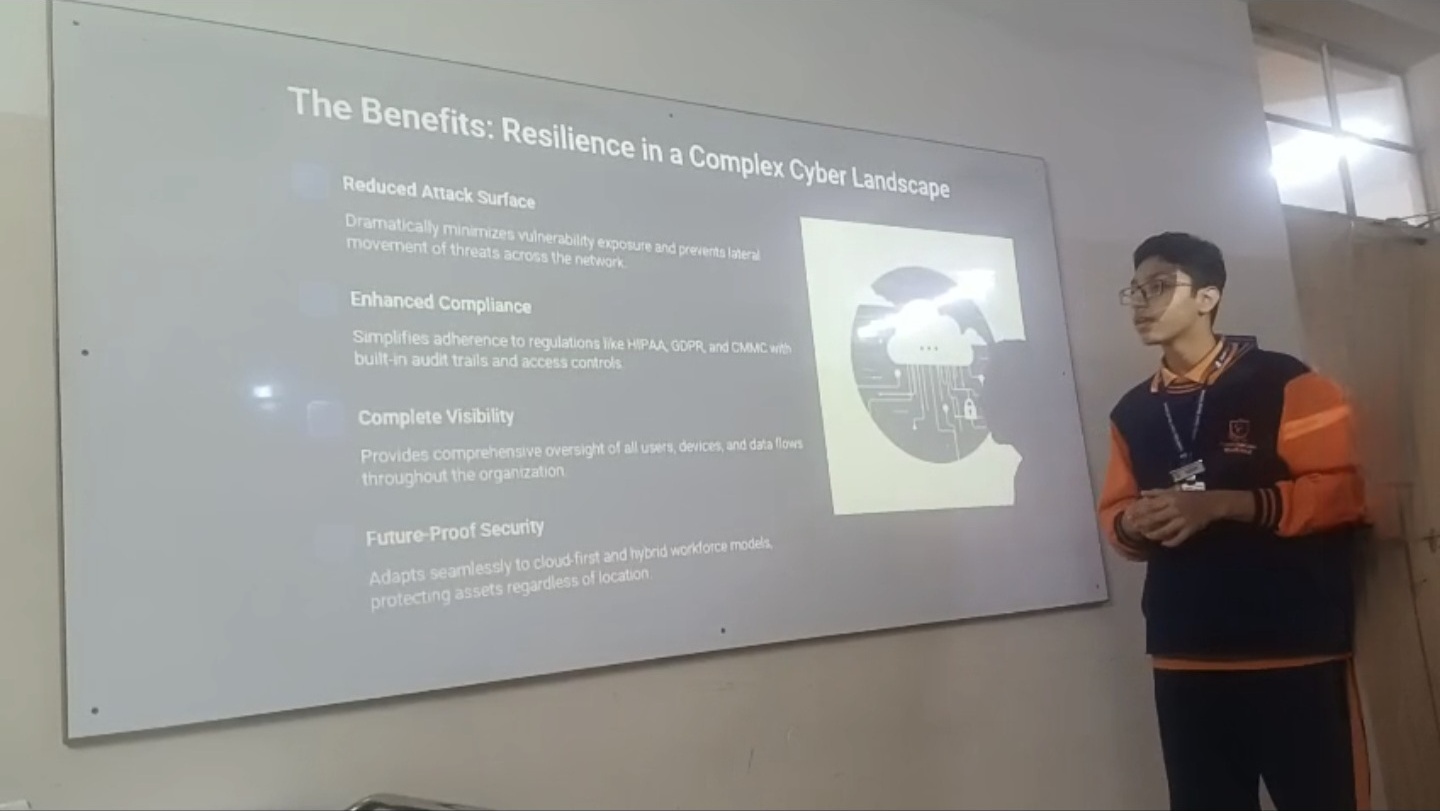 The Benefits: Resilience in a Complex Cyber Landscape
Reduced Attack Surface
Dramatically minimizes vulnerability exposure and prevents lateral
movement of threats across the network.
Enhanced Compliance
Simplifies adherence to regulations like HIPAA, GDPR, and CMMC with
built-in audit trails and access controls.
Complete Visibility
Provides comprehensive oversight of all users, devices, and data flows
throughout the organization.
Future-Proof Security
Adapts seamlessly to cloud-first and hybrid workforce models,
protecting assets regardless of location.